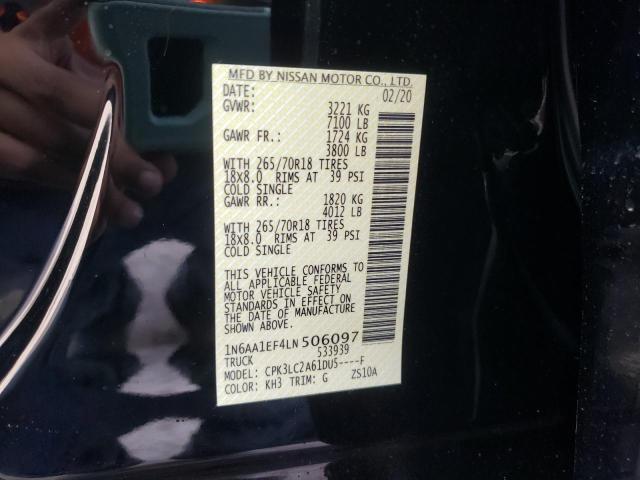 MFD BY NISSAN MOTOR CO., LTD.
DATE: 02/20
GVWR: 3221 KG
7100 LB
GAWR FR.: 1724 KG
3800 LB
WITH 265/70R18 TIRES
18x8.0 RIMS AT 39 PSI
COLD SINGLE
GAWR RR.: 1820 KG
4012 LB
WITH 265/70R18 TIRES
18x8.0 RIMS AT 39 PSI
COLD SINGLE
THIS VEHICLE CONFORMS TO
ALL APPLICABLE FEDERAL
MOTOR VEHICLE SAFETY
STANDARDS IN EFFECT ON
THE DATE OF MANUFACTURE
SHOWN ABOVE.
1N6AA1EF4LN506097
TRUCK 533939
MODEL: CPK3LC2A61DU5----F
COLOR: KH3 TRIM: G ZS10A